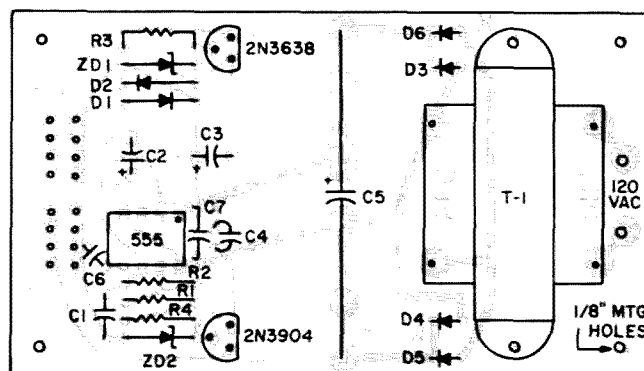 R3
2N3638
ZD1
D2
D1
D6
D3
C2
C3
C5
T-1
120
VAC
555
C7
C4
C6
R2
R1
R4
C1
ZD2
2N3904
D4
D5
1/8" MTG
HOLES